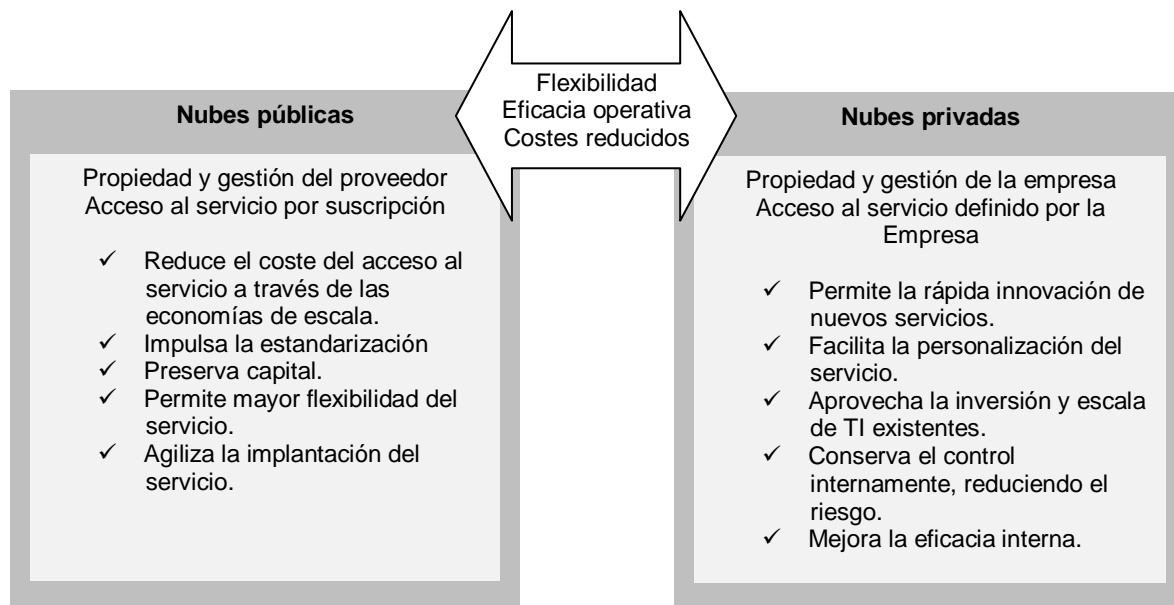 Flexibilidad
Eficacia operativa
Costes reducidos
Nubes públicas
Propiedad y gestión del proveedor
Acceso al servicio por suscripción
✓ Reduce el coste del acceso al
servicio a través de las
economías de escala.
✓ Impulsa la estandarización
✓ Preserva capital.
✓ Permite mayor flexibilidad del
servicio.
✓ Agiliza la implantación del
servicio.
Nubes privadas
Propiedad y gestión de la empresa
Acceso al servicio definido por la
Empresa
✓ Permite la rápida innovación de
nuevos servicios.
✓ Facilita la personalización del
servicio.
✓ Aprovecha la inversión y escala
de TI existentes.
✓ Conserva el control
internamente, reduciendo el
riesgo.
✓ Mejora la eficacia interna.